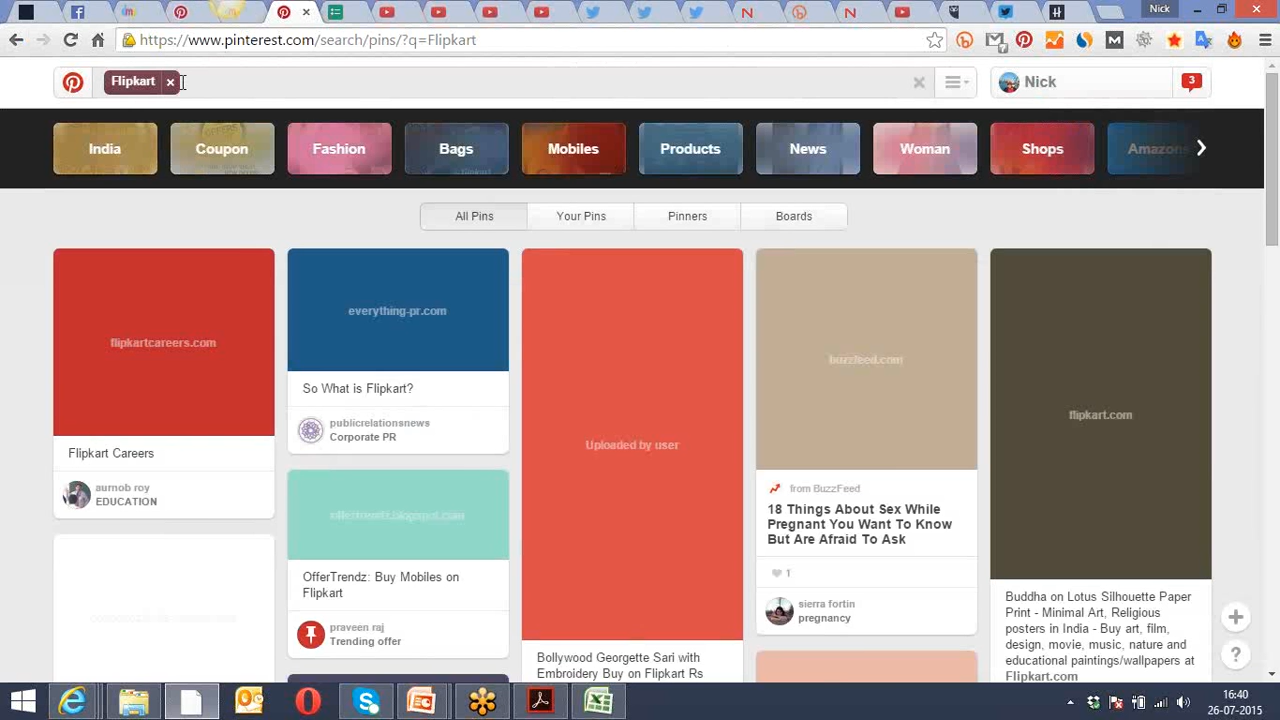 Nick
https://www.pinterest.com/search/pins/?q=Flipkart
Flipkart ×
Nick
3
India
Coupon
Fashion
Bags
Mobiles
Products
News
Woman
Shops
Amazon
All Pins
Your Pins
Pinners
Boards
flipkartcareers.com
Flipkart Careers
aurnob roy
EDUCATION
everything-pr.com
So What is Flipkart?
publicrelationsnews
Corporate PR
OfferTrendz: Buy Mobiles on
Flipkart
praveen raj
Trending offer
Uploaded by user
Bollywood Georgette Sari with
Embroidery Buy on Flipkart Rs
buzzfeed.com
from BuzzFeed
18 Things About Sex While
Pregnant You Want To Know
But Are Afraid To Ask
1
sierra fortin
pregnancy
flipkart.com
Buddha on Lotus Silhouette Paper
Print - Minimal Art, Religious
posters in India - Buy art, film,
design, movie, music, nature and
educational paintings/wallpapers at
Flipkart.com
16:40
26-07-2015